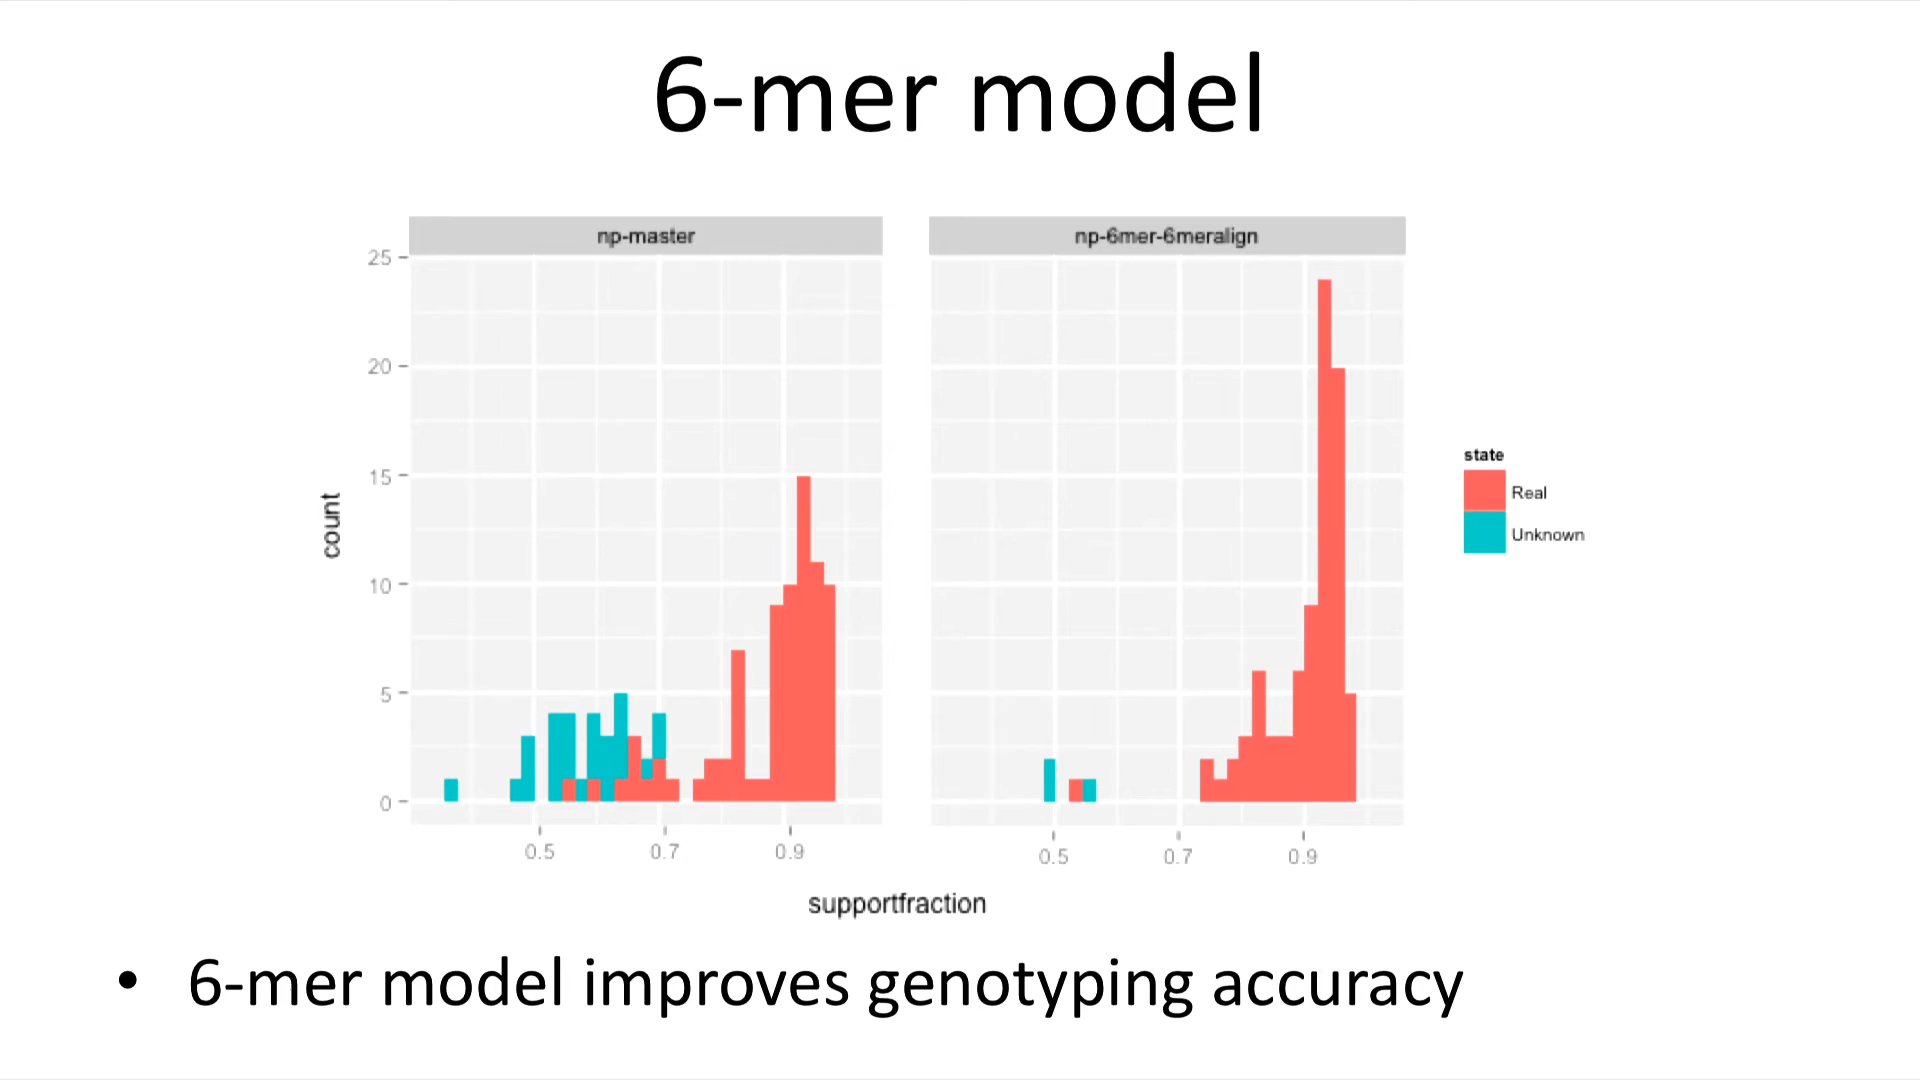 6-mer model
np-master
np-6mer-6meralign
25
20
15
10
5
0
count
0.5 0.7 0.9
0.5 0.7 0.9
supportfraction
state
Real
Unknown
• 6-mer model improves genotyping accuracy